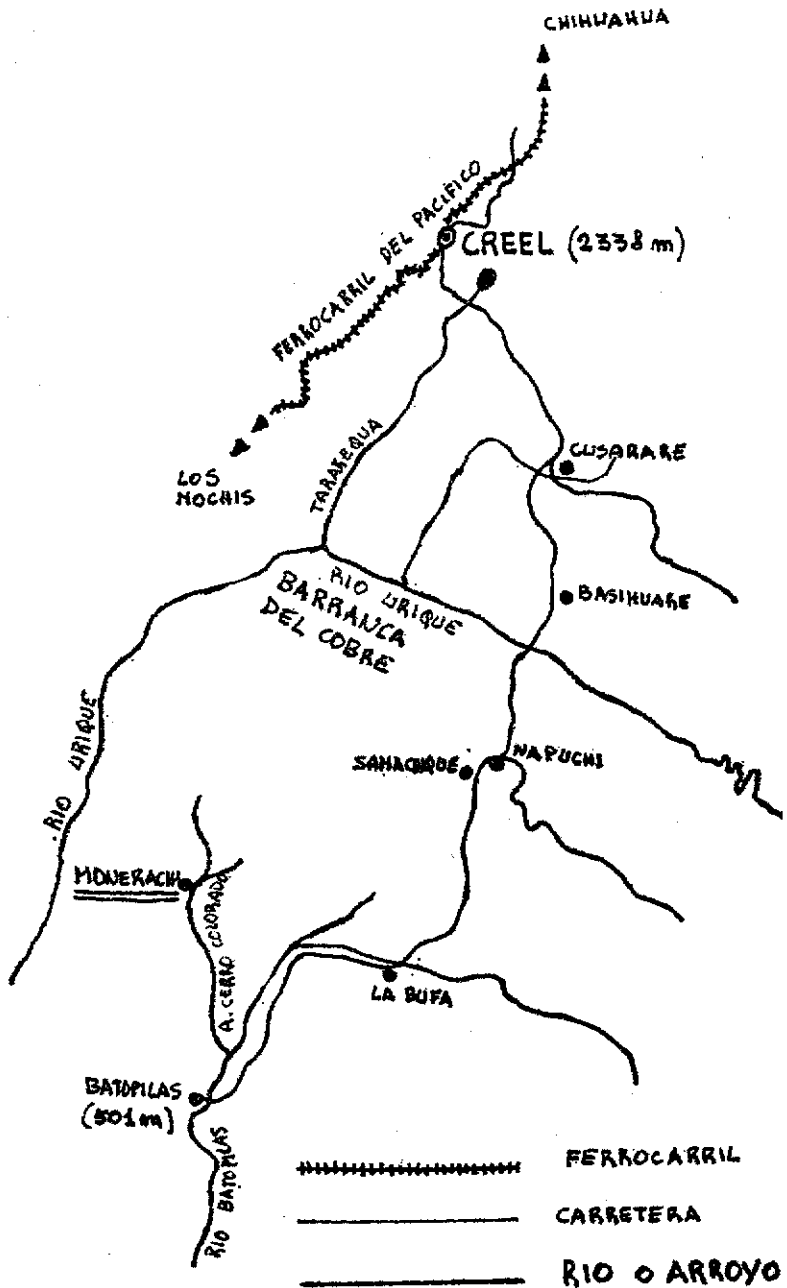 CHIHUAHUA
FERROCARRIL DEL PACIFICO
CREEL (2338 m)
LOS
MOCHIS
TARAREQUA
CUSARARE
RIO URIQUE
BARRANCA
DEL COBRE
BASIHUARE
RIO URIQUE
SAMACHIQUE
NAPUCHI
MONERACHI
A. CERRO COLORADO
LA BUFA
BATOPILAS
(501 m)
RIO BATOPILAS
FERROCARRIL
CARRETERA
RIO O ARROYO